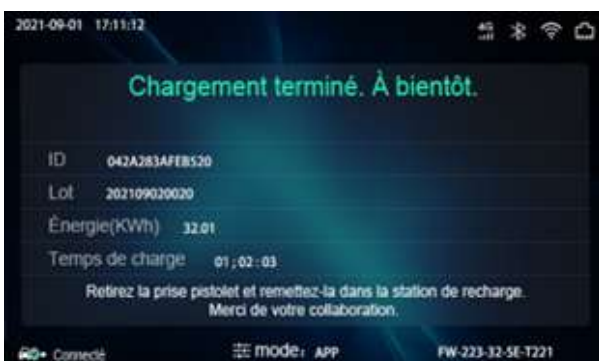 2021-09-01 17:11:12 4G
Chargement terminé. À bientôt.
ID 042A283AFEB520
Lot 202109020020
Énergie(KWh) 32.01
Temps de charge 01;02:03
Retirez la prise pistolet et remettez-la dans la station de recharge.
Merci de votre collaboration.
Connecté mode: APP FW-223-32-SE-T221